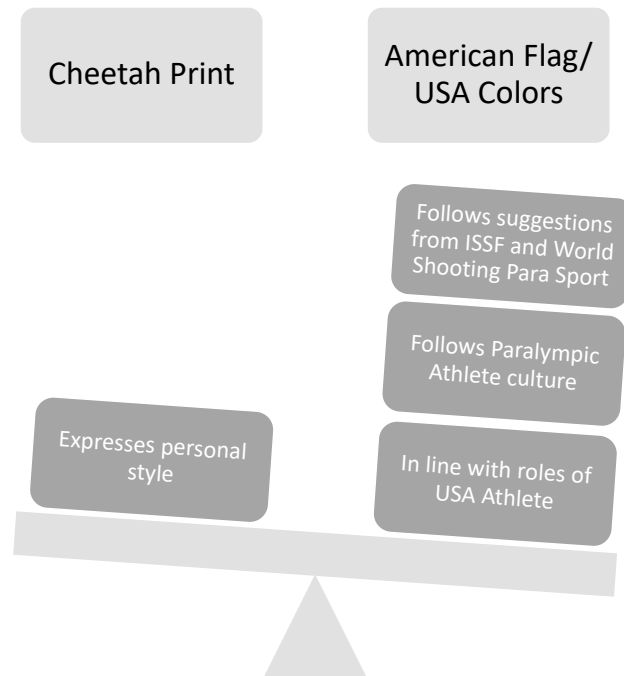 Cheetah Print
American Flag/
USA Colors
Follows suggestions
from ISSF and World
Shooting Para Sport
Follows Paralympic
Athlete culture
Expresses personal
style
In line with roles of
USA Athlete